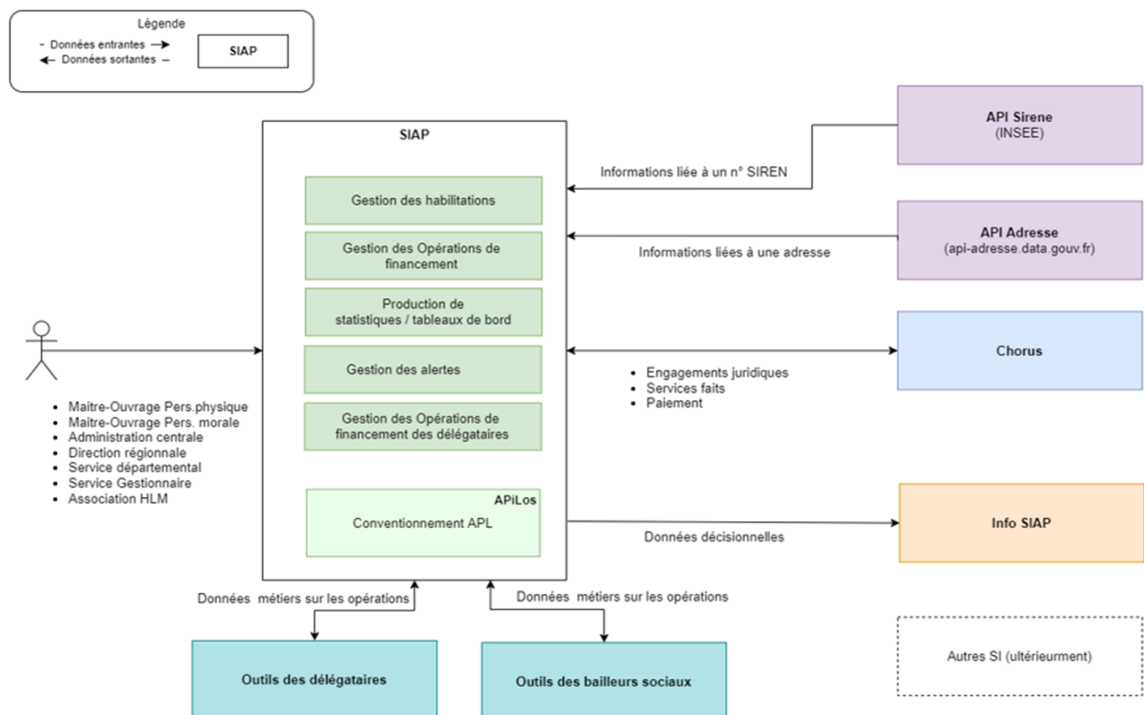 Légende
- Données entrantes
Données sortantes -
SIAP
SIAP
Gestion des habilitations
Gestion des Opérations de
financement
Production de
statistiques / tableaux de bord
Gestion des alertes
Gestion des Opérations de
financement des délégataires
APiLos
Conventionnement APL
• Maitre-Ouvrage Pers.physique
• Maitre-Ouvrage Pers. morale
• Administration centrale
• Direction régionale
• Service départemental
• Service Gestionnaire
• Association HLM
Informations liée à un n° SIREN
API Sirene
(INSEE)
Informations liées à une adresse
API Adresse
(api-adresse.data.gouv.fr)
• Engagements juridiques
• Services faits
• Paiement
Chorus
Données décisionnelles
Info SIAP
Données métiers sur les opérations
Données métiers sur les opérations
Outils des délégataires
Outils des bailleurs sociaux
Autres SI (ultérieurment)